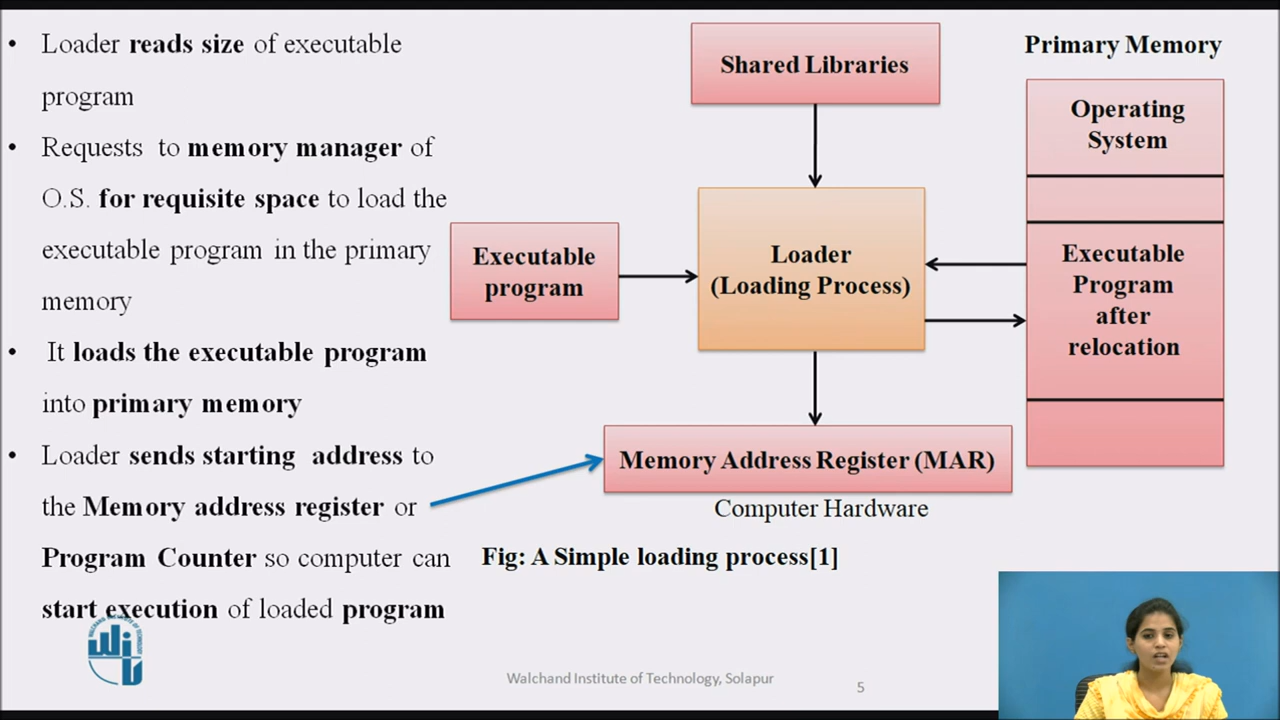 • Loader reads size of executable
program
• Requests to memory manager of
O.S. for requisite space to load the
executable program in the primary
memory
• It loads the executable program
into primary memory
• Loader sends starting address to
the Memory address register or
Program Counter so computer can
start execution of loaded program
Shared Libraries
Executable
program
Loader
(Loading Process)
Memory Address Register (MAR)
Computer Hardware
Fig: A Simple loading process[1]
Primary Memory
Operating
System
Executable
Program
after
relocation
WALCHAND INSTITUTE OF TECHNOLOGY
Walchand Institute of Technology, Solapur
5